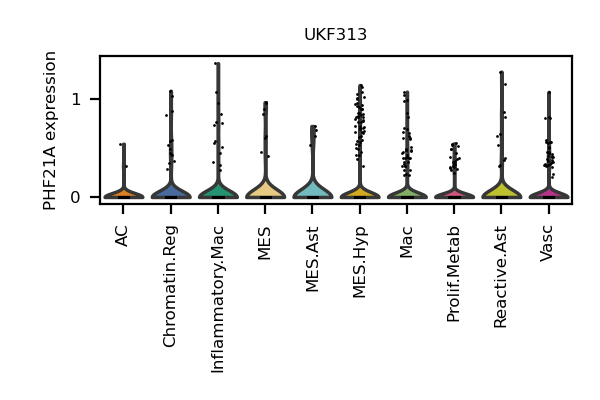 UKF313
PHF21A expression
1
0
AC
Chromatin.Reg
Inflammatory.Mac
MES
MES.Ast
MES.Hyp
Mac
Prolif.Metab
Reactive.Ast
Vasc